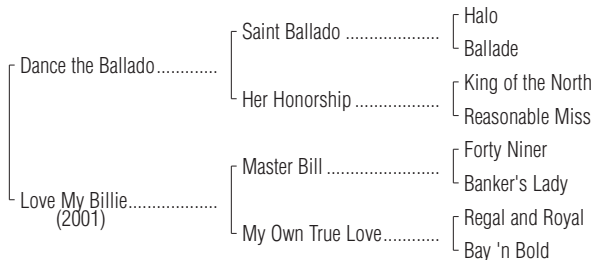 Halo
Saint Ballado ....................
Ballade
Dance the Ballado.............
King of the North
Her Honorship ..................
Reasonable Miss
Forty Niner
Master Bill ........................
Banker's Lady
Love My Billie...................
(2001)
Regal and Royal
My Own True Love............
Bay 'n Bold